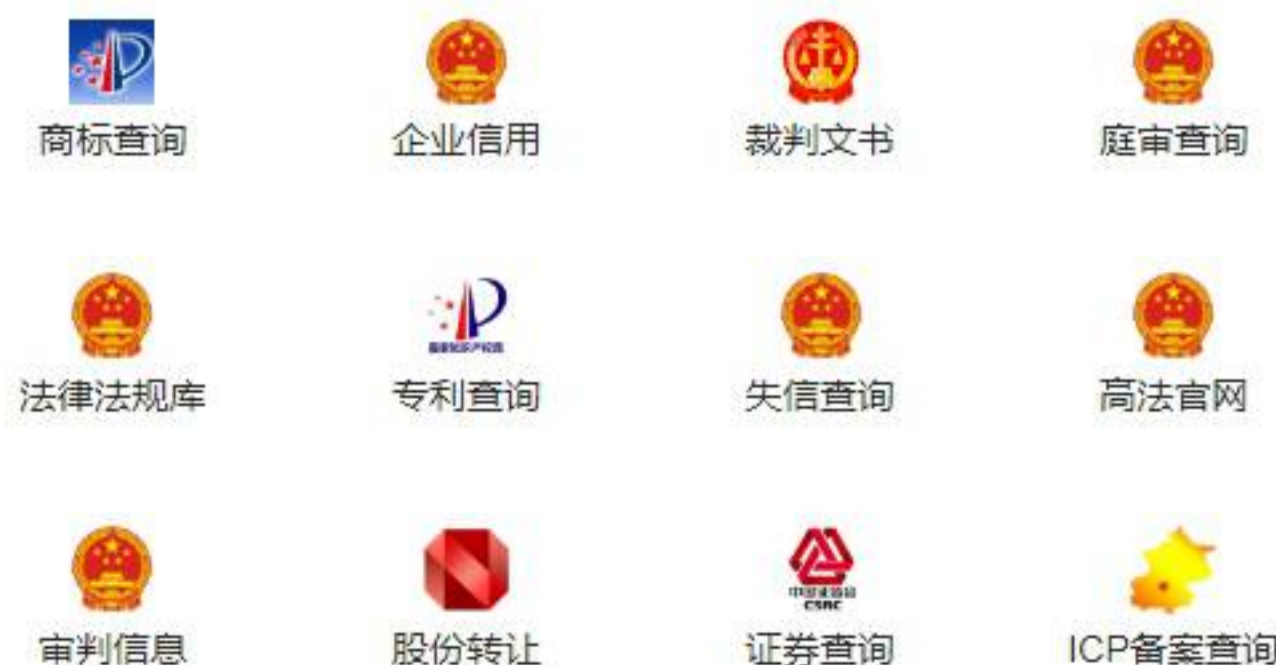 商标查询
企业信用
裁判文书
庭审查询
法律法规库
专利查询
失信查询
高法官网
审判信息
股份转让
CSRC
证券查询
ICP备案查询